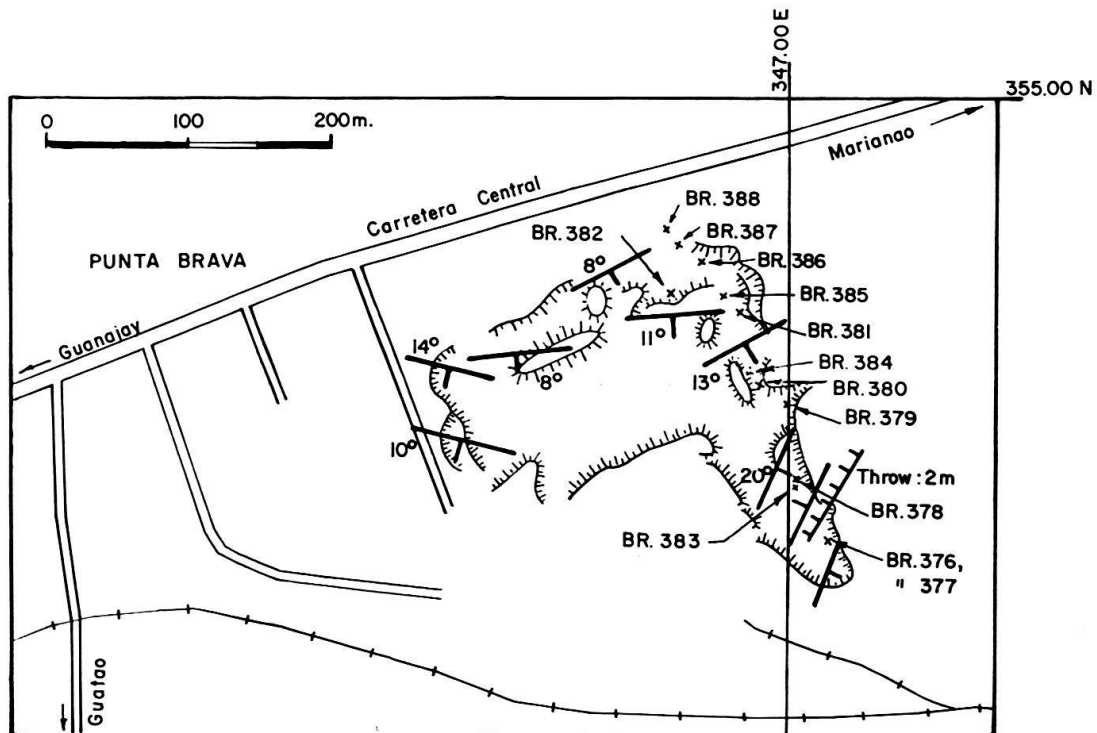 347.00 E
355.00 N
0 100 200 m.
Marianao
Carretera Central
BR. 388
BR. 387
BR. 382
BR. 386
PUNTA BRAVA
8°
BR. 385
Guanajay
BR. 381
14°
11°
8°
13°
BR. 384
BR. 380
BR. 379
10°
20°
Throw : 2m
BR. 378
BR. 383
BR. 376,
" 377
Guatao